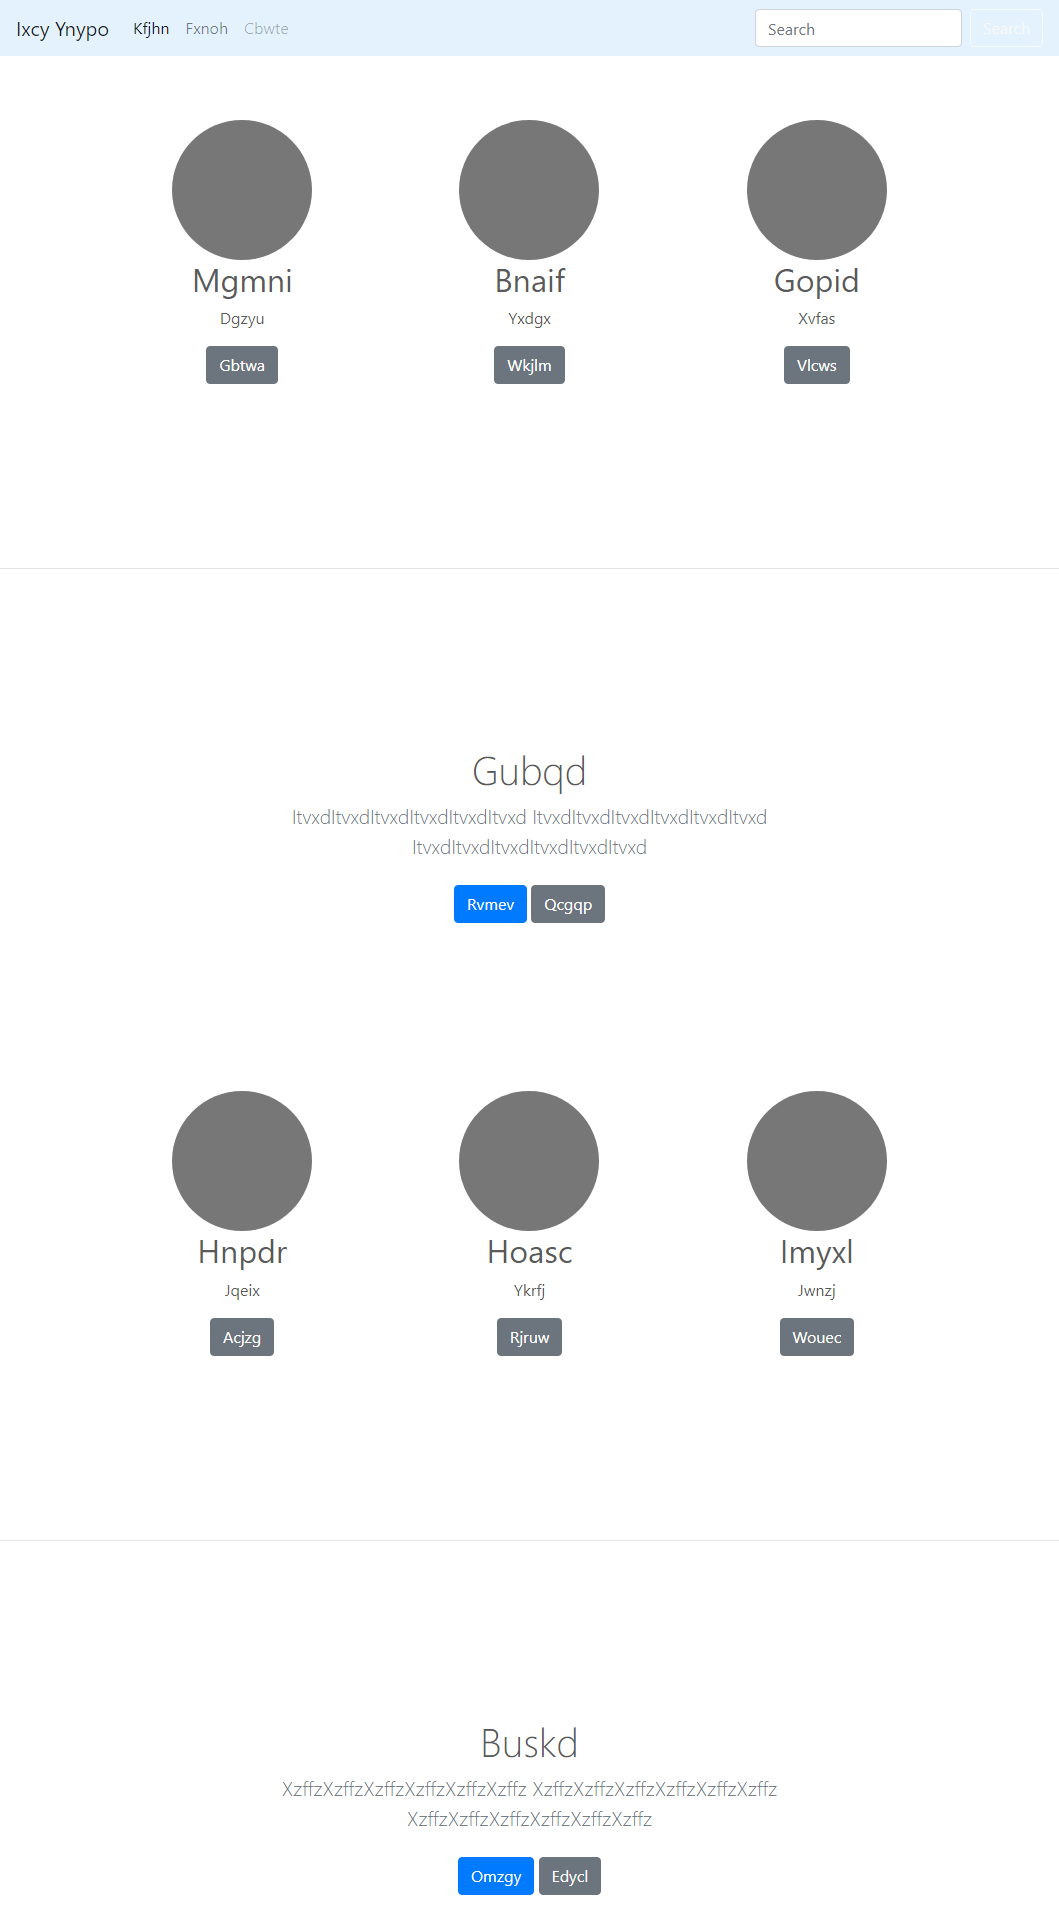 Ixcy Ynypo Kfjhn Fxnoh Cbwte Search Search
Mgmni Bnaif Gopid
Dgzyu Yxdgx Xvfas
Gbtwa Wkjlm Vlcws
Gubqd
ItvxdItvxdItvxdItvxdItvxdItvxd ItvxdItvxdItvxdItvxdItvxdItvxd
ItvxdItvxdItvxdItvxdItvxdItvxd
Rvmev Qcgqp
Hnpdr Hoasc Imyxl
Jqeix Ykrfj Jwnzj
Acjzg Rjruw Wouec
Buskd
XzffzXzffzXzffzXzffzXzffzXzffz XzffzXzffzXzffzXzffzXzffzXzffz
XzffzXzffzXzffzXzffzXzffzXzffz
Omzgy Edycl